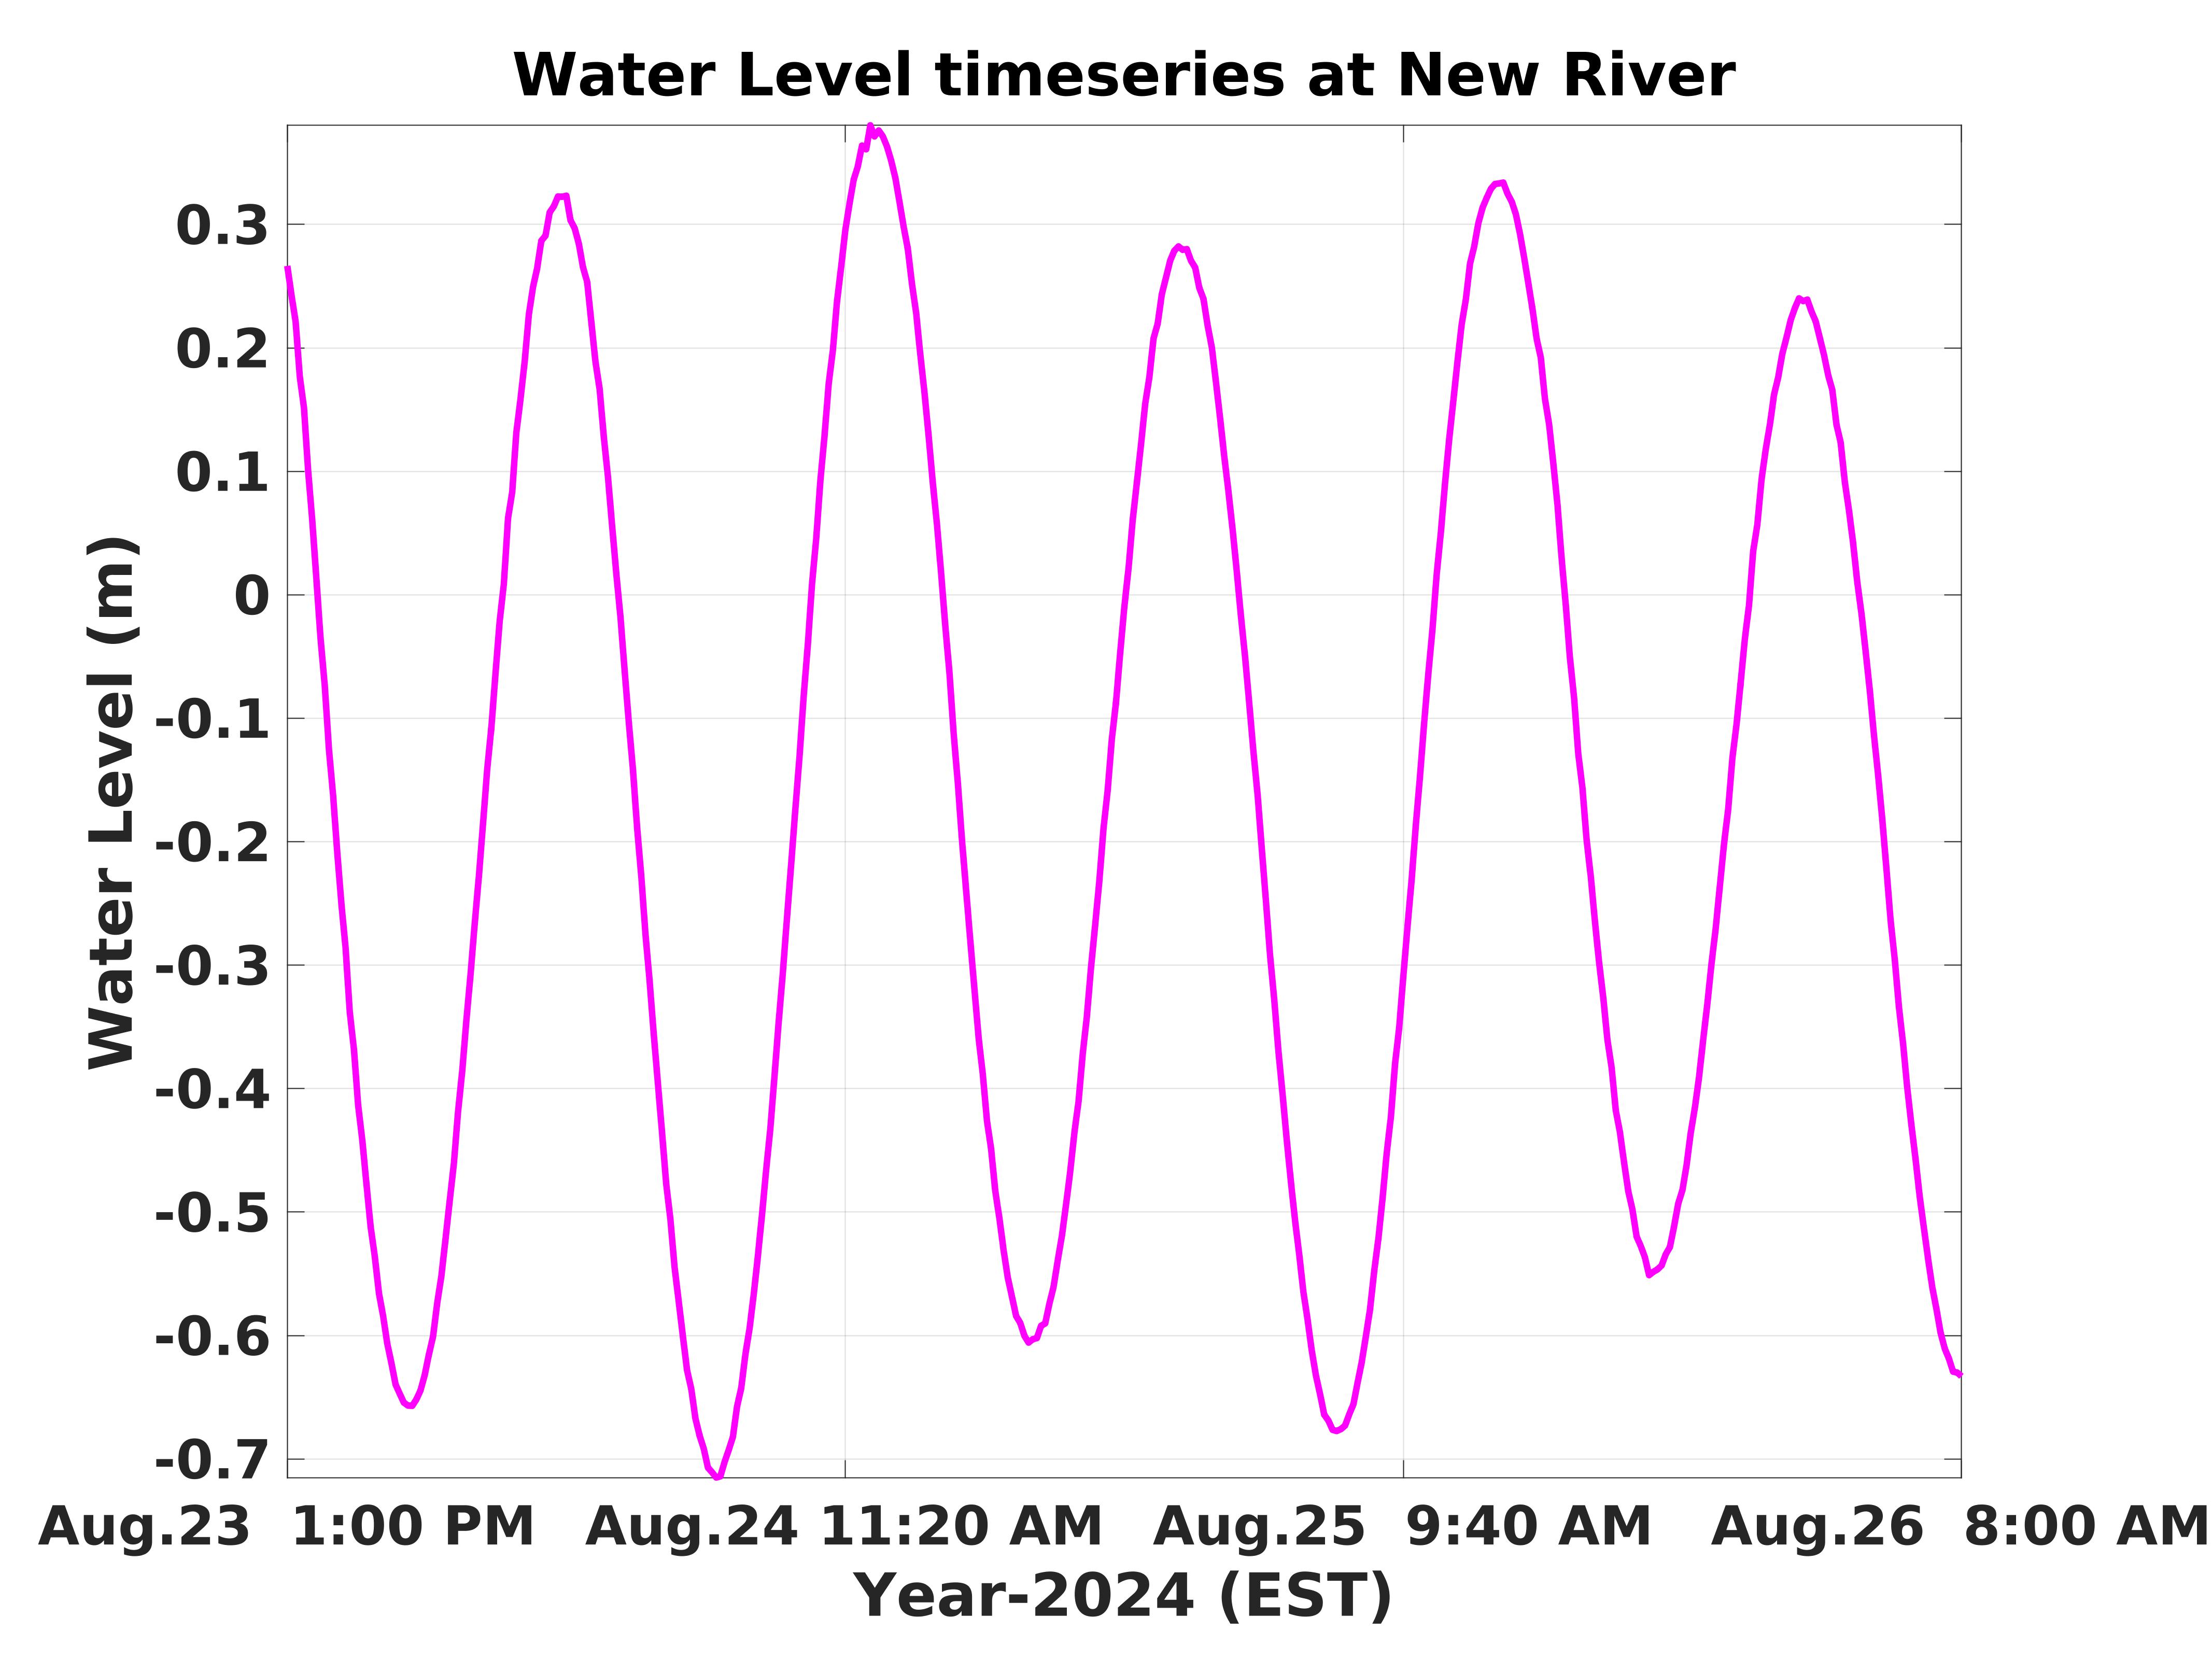 Water Level timeseries at New River
Water Level (m)
0.3
0.2
0.1
0
-0.1
-0.2
-0.3
-0.4
-0.5
-0.6
-0.7
Aug.23  1:00 PM
Aug.24 11:20 AM
Aug.25  9:40 AM
Aug.26  8:00 AM
Year-2024 (EST)